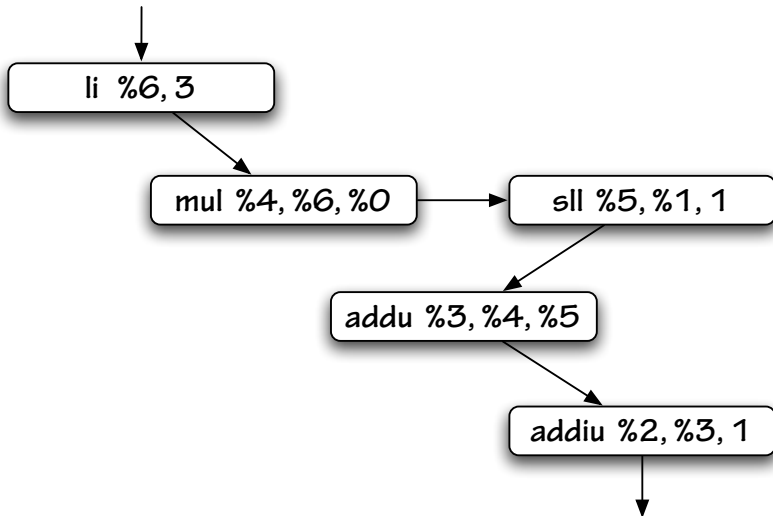 li %6, 3
mul %4, %6, %0
sll %5, %1, 1
addu %3, %4, %5
addiu %2, %3, 1